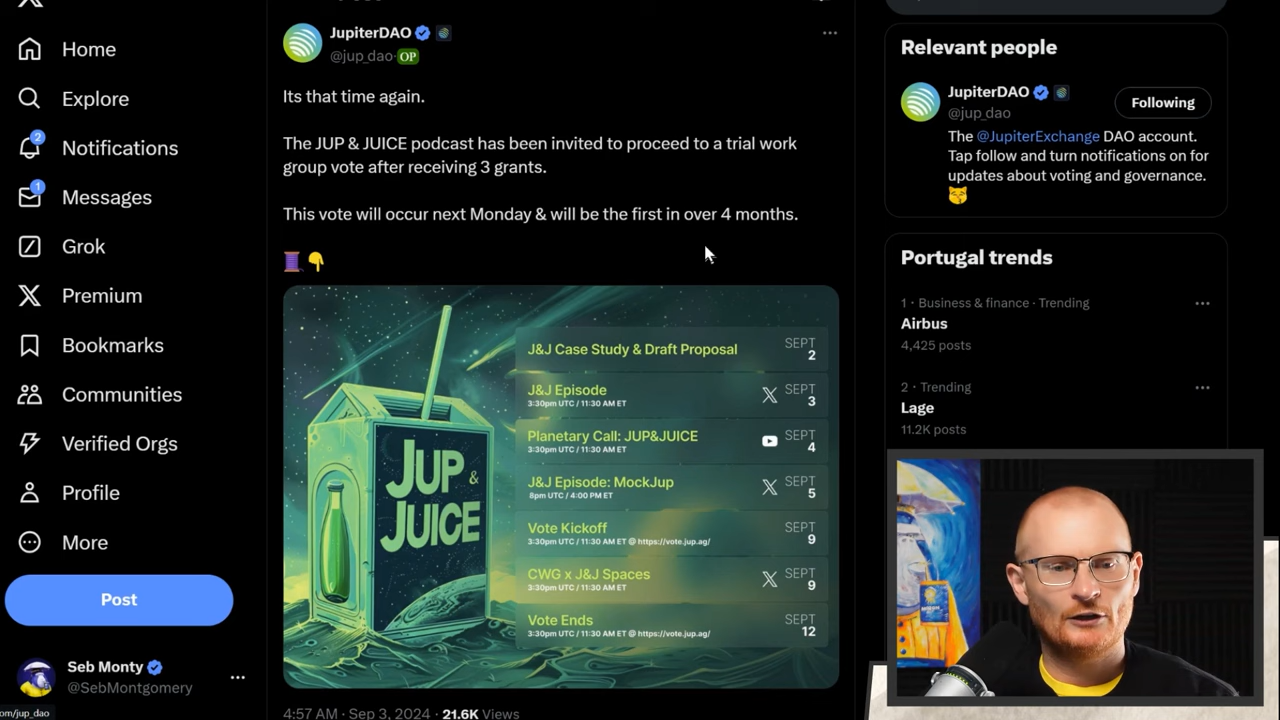 Home
Explore
2
Notifications
1
Messages
Grok
Premium
Bookmarks
Communities
Verified Orgs
Profile
More
Post
Seb Monty
@SebMontgomery
om/jup_dao
JupiterDAO
@jup_dao· OP
Its that time again.
The JUP & JUICE podcast has been invited to proceed to a trial work
group vote after receiving 3 grants.
This vote will occur next Monday & will be the first in over 4 months.
JUP
&
JUICE
J&J Case Study & Draft Proposal SEPT 2
J&J Episode SEPT 3
3:30pm UTC / 11:30 AM ET
Planetary Call: JUP&JUICE SEPT 4
3:30pm UTC / 11:30 AM ET
J&J Episode: MockJup SEPT 5
8pm UTC / 4:00 PM ET
Vote Kickoff SEPT 9
3:30pm UTC / 11:30 AM ET @ https://vote.jup.ag/
CWG x J&J Spaces SEPT 9
3:30pm UTC / 11:30 AM ET
Vote Ends SEPT 12
3:30pm UTC / 11:30 AM ET @ https://vote.jup.ag/
4:57 AM · Sep 3, 2024 · 21.6K Views
Relevant people
JupiterDAO
@jup_dao
Following
The @JupiterExchange DAO account.
Tap follow and turn notifications on for
updates about voting and governance.
Portugal trends
1 · Business & finance · Trending
Airbus
4,425 posts
2 · Trending
Lage
11.2K posts